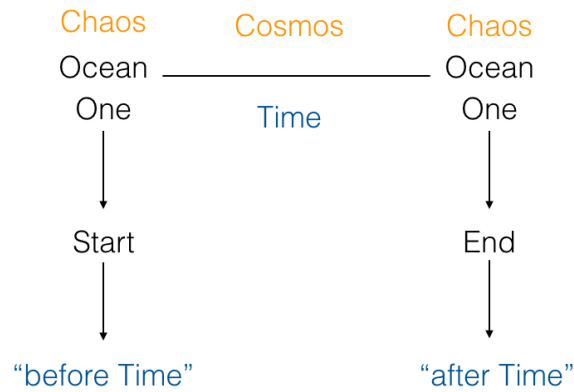 Chaos Cosmos Chaos
Ocean Ocean
One Time One
Start End
“before Time” “after Time”